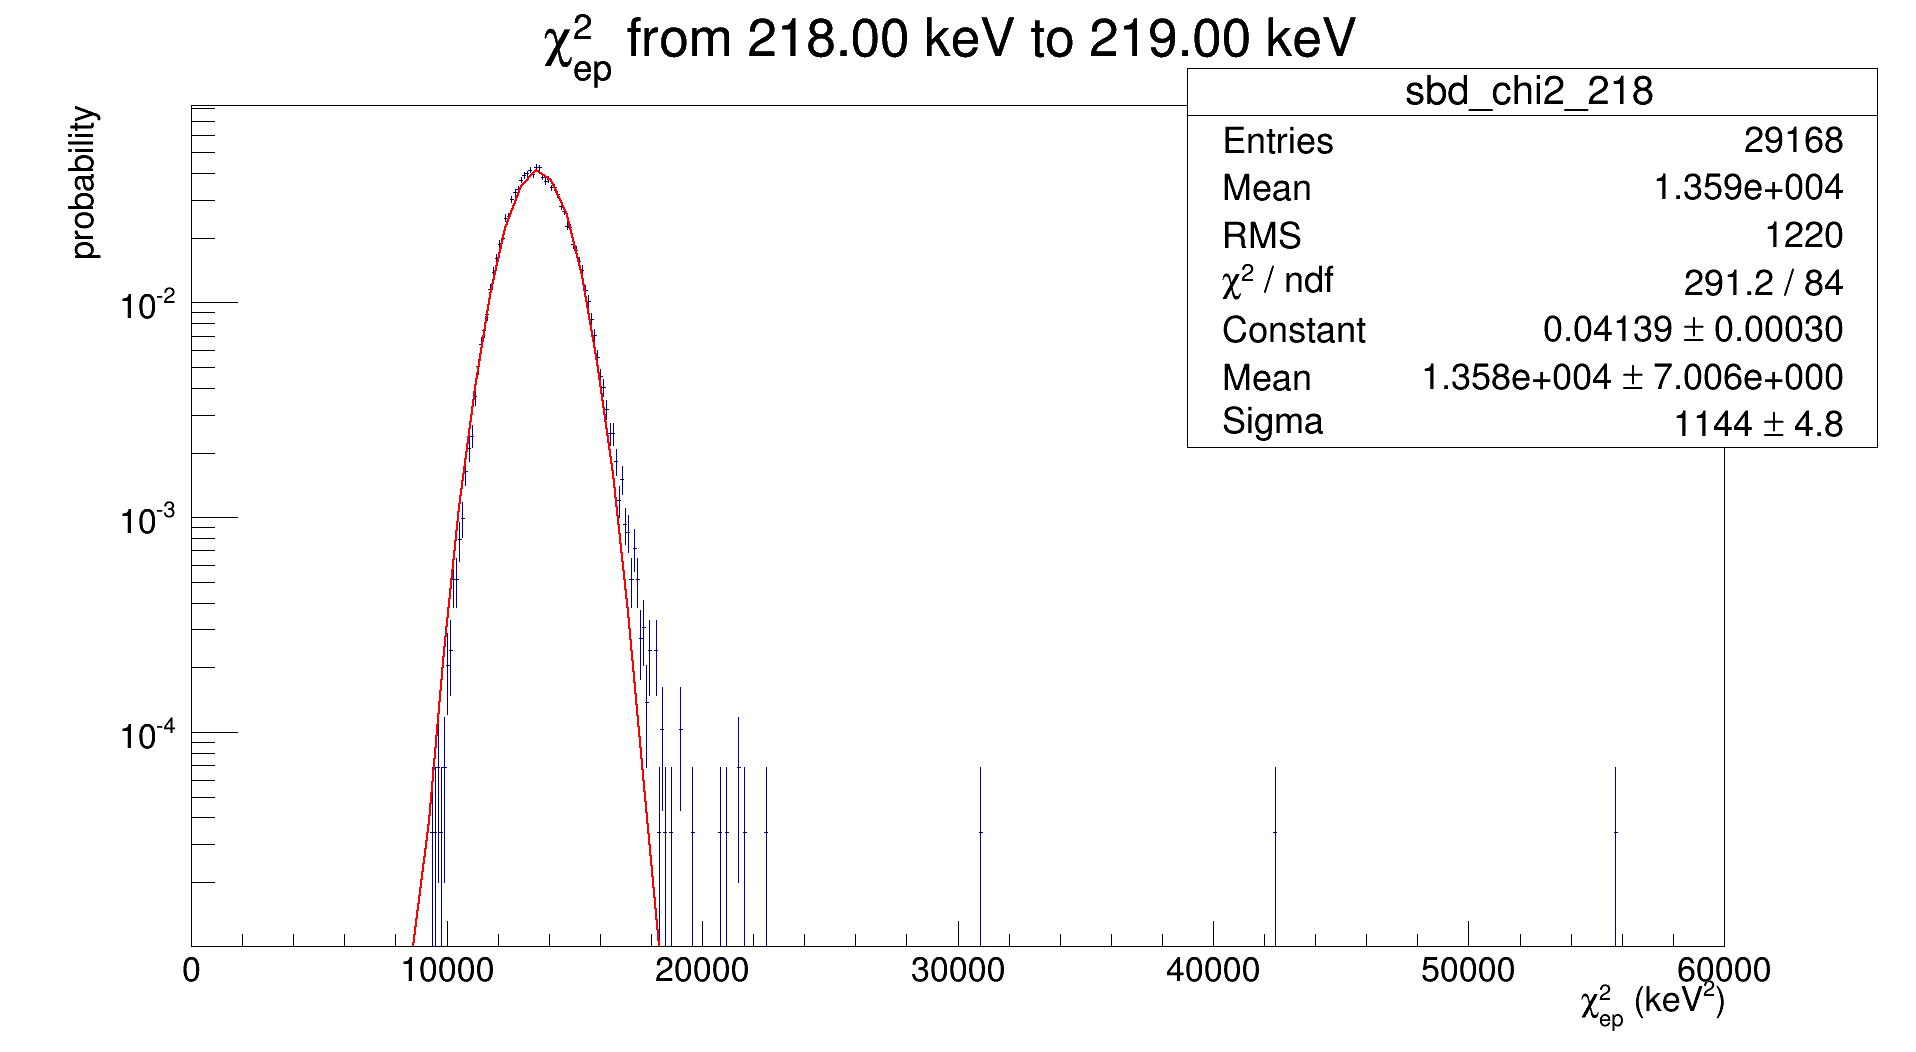 χ²ep from 218.00 keV to 219.00 keV
sbd_chi2_218
Entries 29168
Mean 1.359e+004
RMS 1220
χ² / ndf 291.2 / 84
Constant 0.04139 ± 0.00030
Mean 1.358e+004 ± 7.006e+000
Sigma 1144 ± 4.8
probability
10⁻²
10⁻³
10⁻⁴
0 10000 20000 30000 40000 50000 60000
χ²ep (keV²)